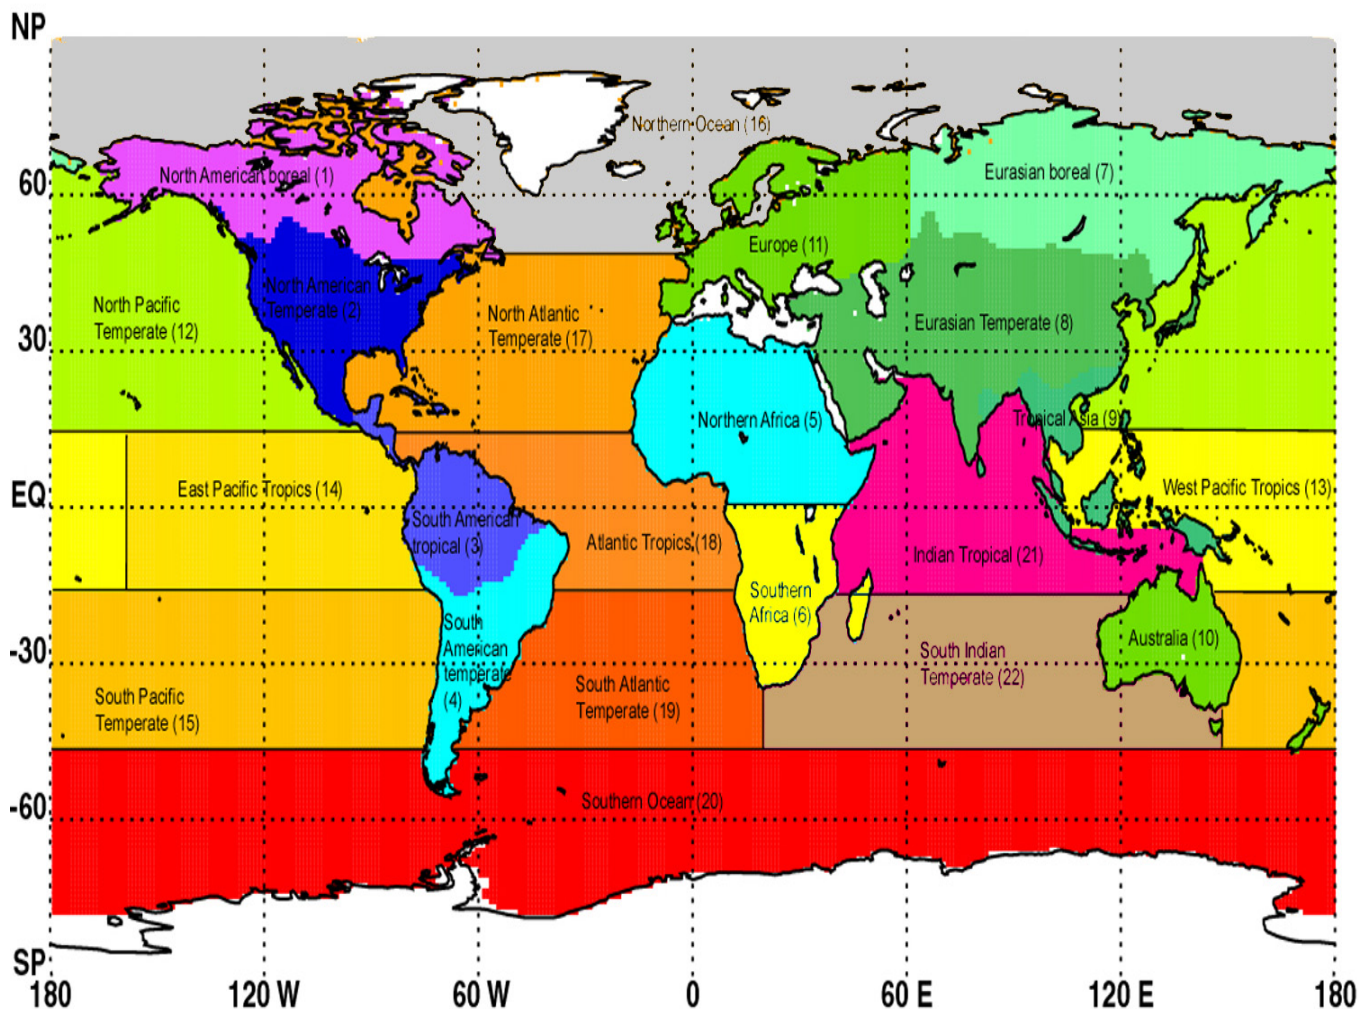 NP
Northern Ocean (16)
North American boreal (1)
Eurasian boreal (7)
60
Europe (11)
North American
Temperate (2)
North Pacific
Temperate (12)
North Atlantic
Temperate (17)
Eurasian Temperate (8)
30
Northern Africa (5)
Tropical Asia (9)
EQ
East Pacific Tropics (14)
West Pacific Tropics (13)
South American
tropical (3)
Atlantic Tropics (18)
Indian Tropical (21)
Southern
Africa (6)
South
American
temperate
(4)
Australia (10)
-30
South Indian
Temperate (22)
South Pacific
Temperate (15)
South Atlantic
Temperate (19)
-60
Southern Ocean (20)
SP
180
120 W
60 W
0
60 E
120 E
180